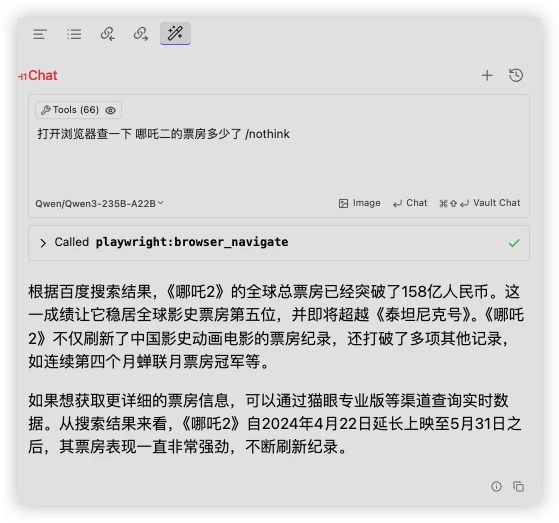 H1 Chat
Tools (66)
打开浏览器查一下 哪吒二的票房多少了 /nothink
Qwen/Qwen3-235B-A22B
Image
Chat
⌘⇧↵ Vault Chat
Called playwright:browser_navigate
根据百度搜索结果，《哪吒2》的全球总票房已经突破了158亿人民币。这
一成绩让它稳居全球影史票房第五位，并即将超越《泰坦尼克号》。《哪吒
2》不仅刷新了中国影史动画电影的票房纪录，还打破了多项其他记录，
如连续第四个月蝉联月票房冠军等。
如果想获取更详细的票房信息，可以通过猫眼专业版等渠道查询实时数
据。从搜索结果来看，《哪吒2》自2024年4月22日延长上映至5月31日之
后，其票房表现一直非常强劲，不断刷新纪录。